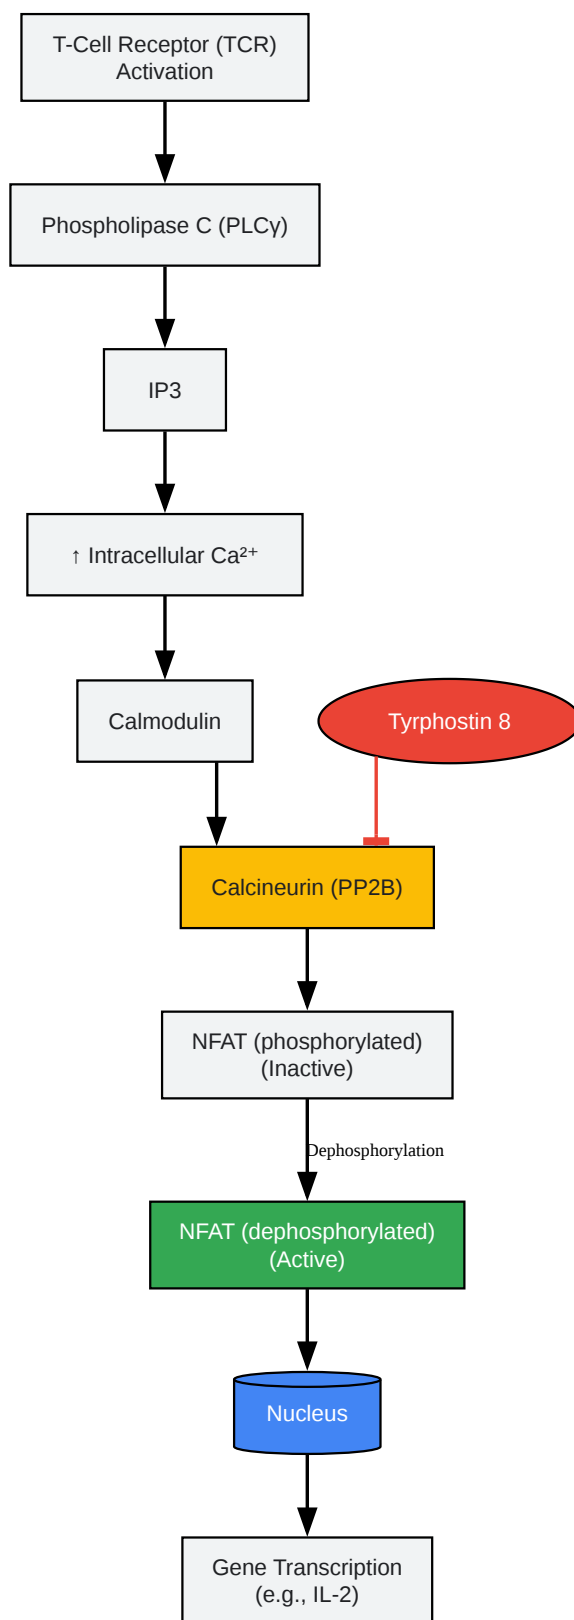 T-Cell Receptor (TCR)
Activation
Phospholipase C (PLCγ)
IP3
↑ Intracellular Ca²⁺
Calmodulin
Tyrphostin 8
Calcineurin (PP2B)
NFAT (phosphorylated)
(Inactive)
Dephosphorylation
NFAT (dephosphorylated)
(Active)
Nucleus
Gene Transcription
(e.g., IL-2)